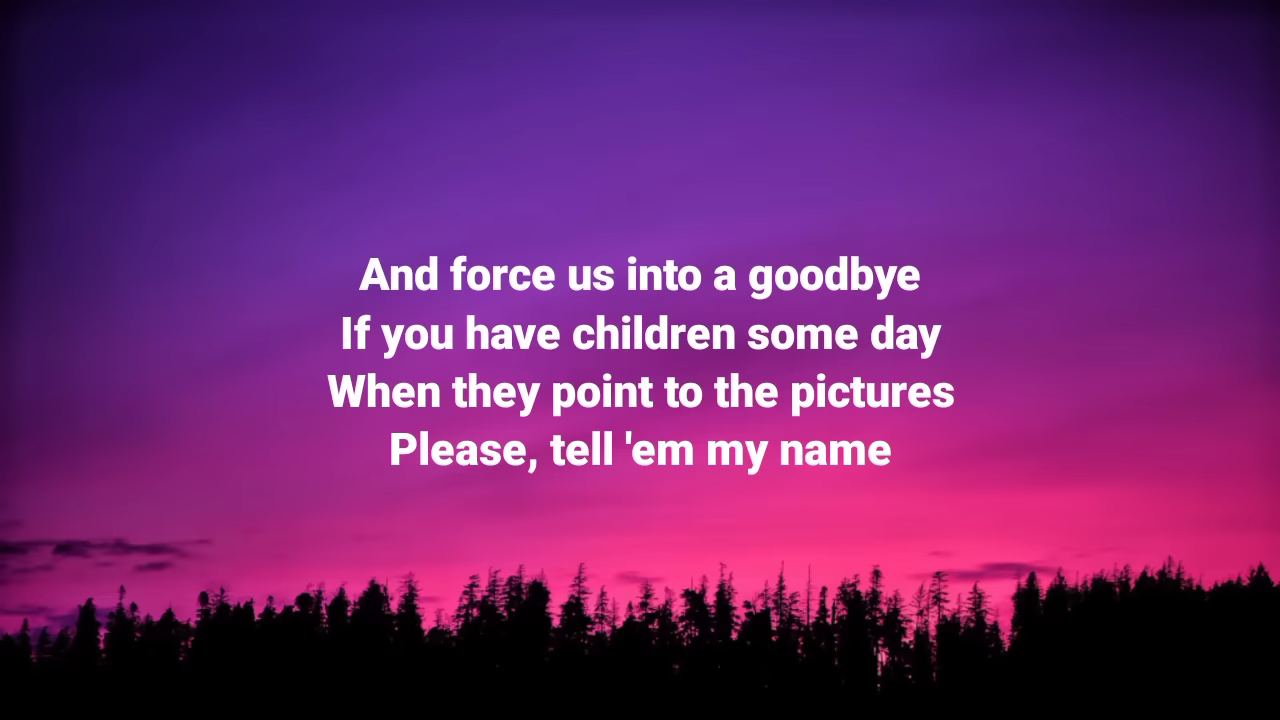 And force us into a goodbye
If you have children some day
When they point to the pictures
Please, tell 'em my name